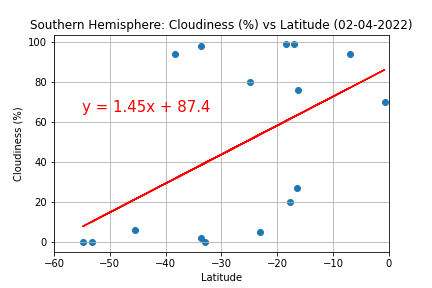 Southern Hemisphere: Cloudiness (%) vs Latitude (02-04-2022)
100
80
60
40
20
0
Cloudiness (%)
y = 1.45x + 87.4
−60 −50 −40 −30 −20 −10 0
Latitude